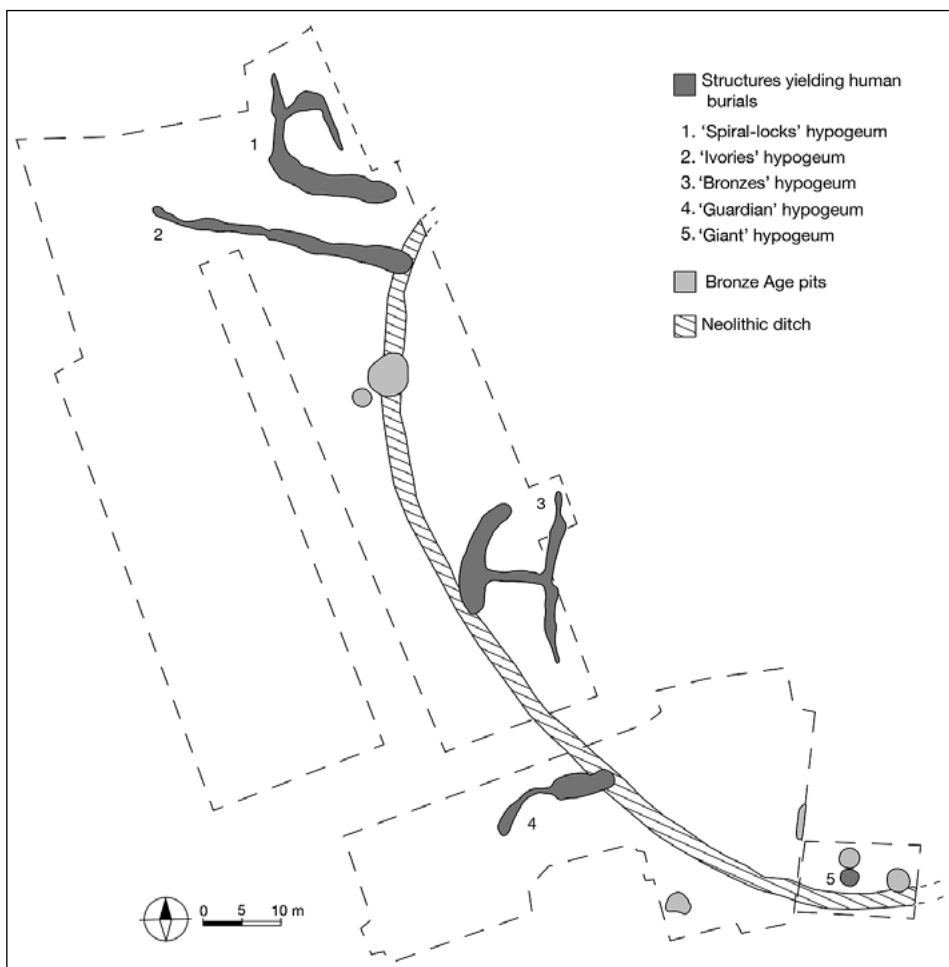 Structures yielding human
burials
1. 'Spiral-locks' hypogeum
2. 'Ivories' hypogeum
3. 'Bronzes' hypogeum
4. 'Guardian' hypogeum
5. 'Giant' hypogeum
Bronze Age pits
Neolithic ditch
1
2
3
4
5
0 5 10 m